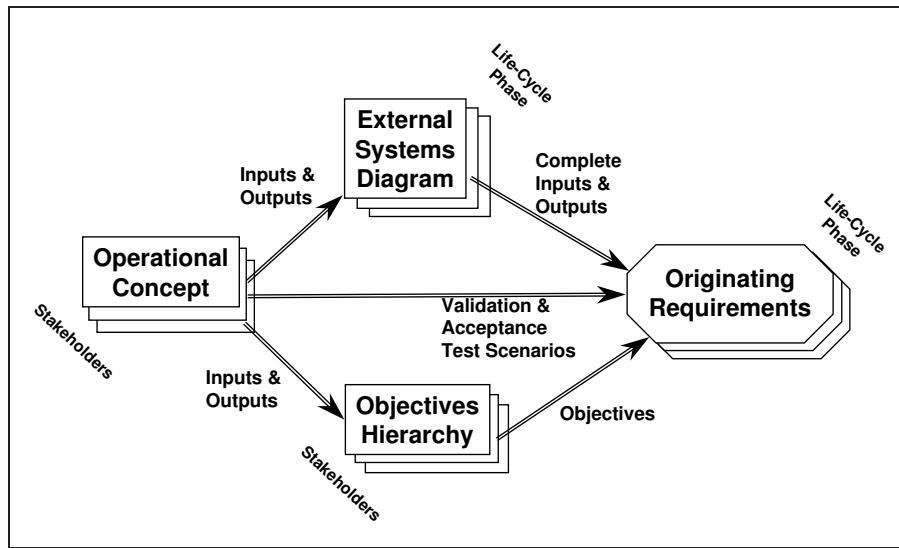 Life-Cycle
Phase
External
Systems
Diagram
Inputs &
Outputs
Complete
Inputs &
Outputs
Life-Cycle
Phase
Operational
Concept
Originating
Requirements
Stakeholders
Validation &
Acceptance
Test Scenarios
Inputs &
Outputs
Objectives
Hierarchy
Objectives
Stakeholders